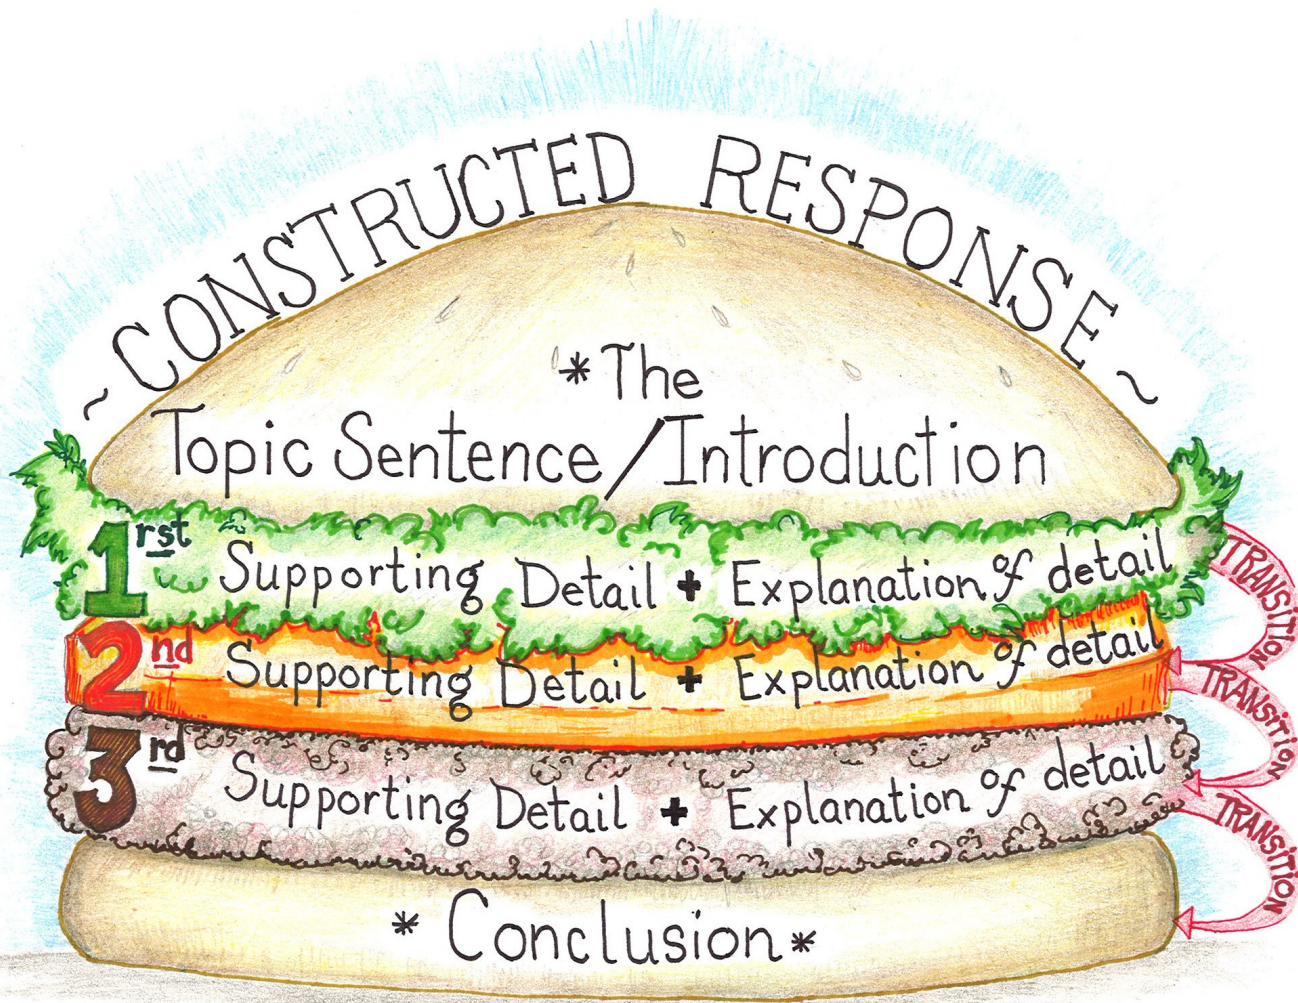 ~ CONSTRUCTED RESPONSE ~
*The
Topic Sentence/Introduction
1rst Supporting Detail + Explanation of detail
TRANSITION
2nd Supporting Detail + Explanation of detail
TRANSITION
3rd Supporting Detail + Explanation of detail
TRANSITION
* Conclusion *